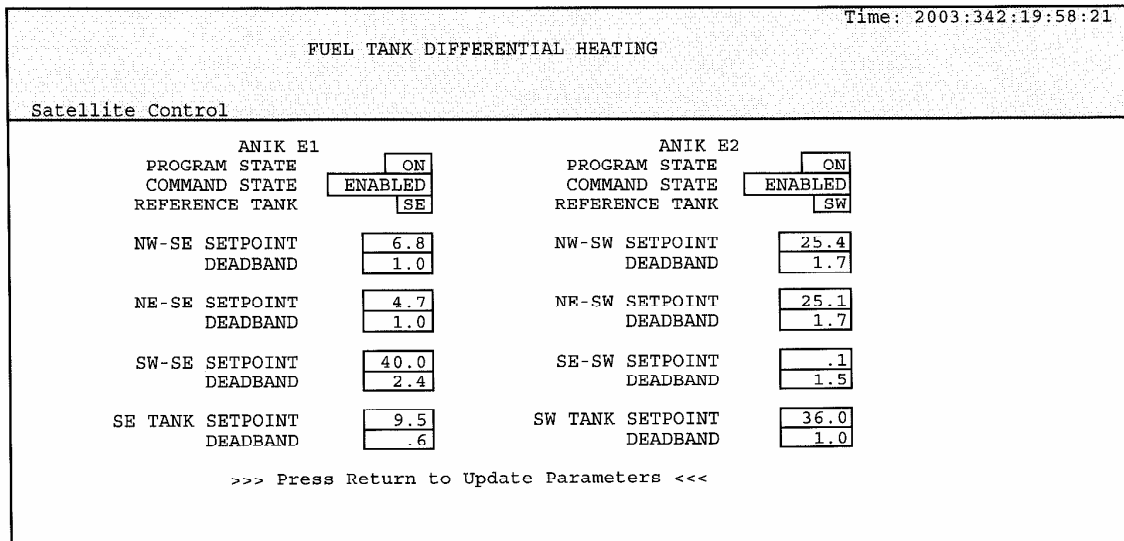 Time: 2003:342:19:58:21
FUEL TANK DIFFERENTIAL HEATING
Satellite Control
ANIK E1 ANIK E2
PROGRAM STATE ON PROGRAM STATE ON
COMMAND STATE ENABLED COMMAND STATE ENABLED
REFERENCE TANK SE REFERENCE TANK SW
NW-SE SETPOINT 6.8 NW-SW SETPOINT 25.4
DEADBAND 1.0 DEADBAND 1.7
NE-SE SETPOINT 4.7 NE-SW SETPOINT 25.1
DEADBAND 1.0 DEADBAND 1.7
SW-SE SETPOINT 40.0 SE-SW SETPOINT .1
DEADBAND 2.4 DEADBAND 1.5
SE TANK SETPOINT 9.5 SW TANK SETPOINT 36.0
DEADBAND .6 DEADBAND 1.0
>>> Press Return to Update Parameters <<<